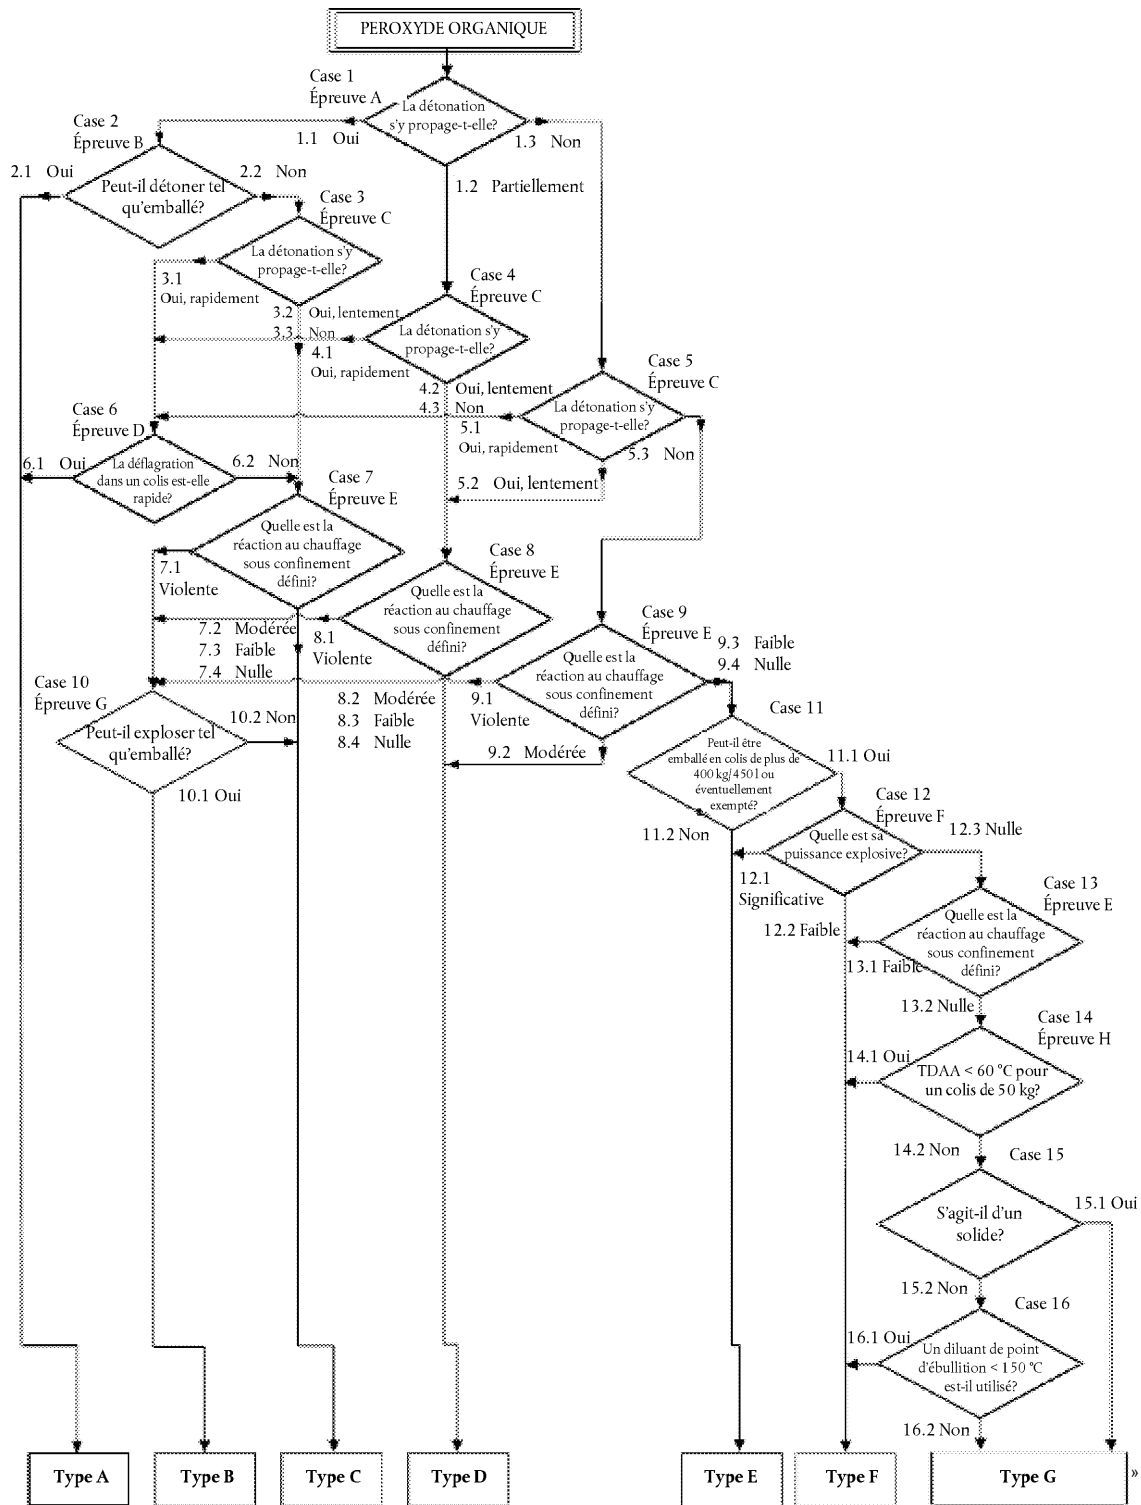 PEROXYDE ORGANIQUE
Case 1
Épreuve A
La détonation
s'y propage-t-elle?
1.1 Oui
1.3 Non
1.2 Partiellement
Case 2
Épreuve B
2.1 Oui
2.2 Non
Peut-il détoner tel
qu'emballé?
Case 3
Épreuve C
La détonation s'y
propage-t-elle?
3.1
Oui, rapidement
3.2 Oui, lentement
3.3 Non
Case 4
Épreuve C
La détonation s'y
propage-t-elle?
4.1
Oui, rapidement
4.2 Oui, lentement
4.3 Non
Case 5
Épreuve C
La détonation s'y
propage-t-elle?
5.1
Oui, rapidement
5.3 Non
5.2 Oui, lentement
Case 6
Épreuve D
6.1 Oui
6.2 Non
La déflagration
dans un colis est-elle
rapide?
Case 7
Épreuve E
Quelle est la
réaction au chauffage
sous confinement
défini?
7.1
Violente
7.2 Modérée
7.3 Faible
7.4 Nulle
Case 8
Épreuve E
Quelle est la
réaction au chauffage
sous confinement
défini?
8.1
Violente
8.2 Modérée
8.3 Faible
8.4 Nulle
Case 9
Épreuve E
Quelle est la
réaction au chauffage
sous confinement
défini?
9.3 Faible
9.4 Nulle
9.1
Violente
9.2 Modérée
Case 10
Épreuve G
Peut-il exploser tel
qu'emballé?
10.2 Non
10.1 Oui
Case 11
Peut-il être
emballé en colis de plus de
400 kg/450 l ou
éventuellement
exempté?
11.1 Oui
11.2 Non
Case 12
Épreuve F
Quelle est sa
puissance explosive?
12.3 Nulle
12.1
Significative
12.2 Faible
Case 13
Épreuve E
Quelle est la
réaction au chauffage
sous confinement
défini?
13.1 Faible
13.2 Nulle
Case 14
Épreuve H
14.1 Oui
TDAA < 60 °C pour
un colis de 50 kg?
14.2 Non
Case 15
S'agit-il d'un
solide?
15.1 Oui
15.2 Non
Case 16
16.1 Oui
Un diluant de point
d'ébullition < 150 °C
est-il utilisé?
16.2 Non
Type A
Type B
Type C
Type D
Type E
Type F
Type G
»